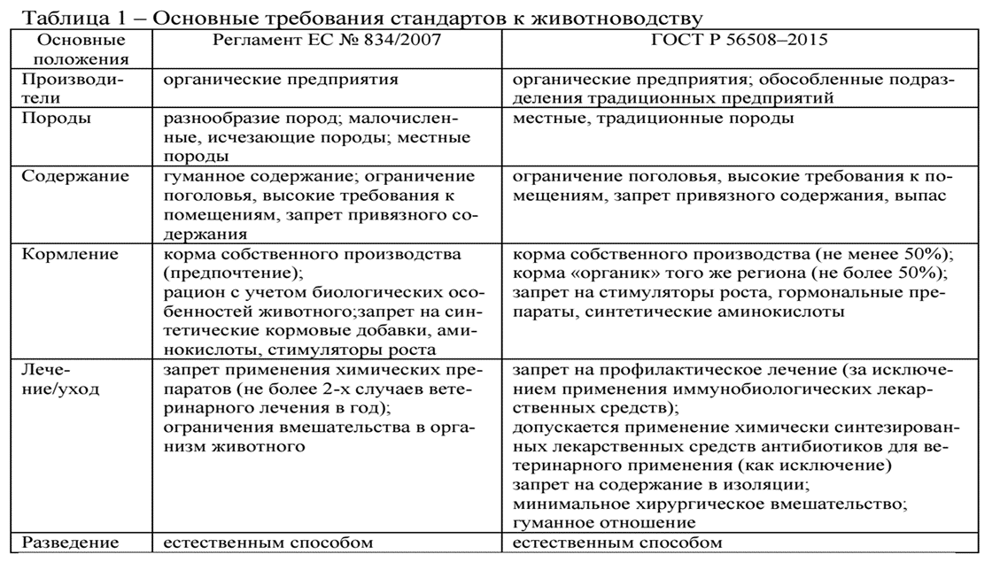 Таблица 1 – Основные требования стандартов к животноводству
Основные
положения
Регламент ЕС № 834/2007
ГОСТ Р 56508–2015
Производи-
тели
органические предприятия
органические предприятия; обособленные подраз-
деления традиционных предприятий
Породы
разнообразие пород; малочислен-
ные, исчезающие породы; местные
породы
местные, традиционные породы
Содержание
гуманное содержание; ограничение
поголовья, высокие требования к
помещениям, запрет привязного со-
держания
ограничение поголовья, высокие требования к по-
мещениям, запрет привязного содержания, выпас
Кормление
корма собственного производства
(предпочтение);
рацион с учетом биологических осо-
бенностей животного;запрет на син-
тетические кормовые добавки, ами-
нокислоты, стимуляторы роста
корма собственного производства (не менее 50%);
корма «органик» того же региона (не более 50%);
запрет на стимуляторы роста, гормональные пре-
параты, синтетические аминокислоты
Лече-
ние/уход
запрет применения химических пре-
паратов (не более 2-х случаев вете-
ринарного лечения в год);
ограничения вмешательства в орга-
низм животного
запрет на профилактическое лечение (за исключе-
нием применения иммунобиологических лекар-
ственных средств);
допускается применение химически синтезирован-
ных лекарственных средств антибиотиков для ве-
теринарного применения (как исключение)
запрет на содержание в изоляции;
минимальное хирургическое вмешательство;
гуманное отношение
Разведение
естественным способом
естественным способом